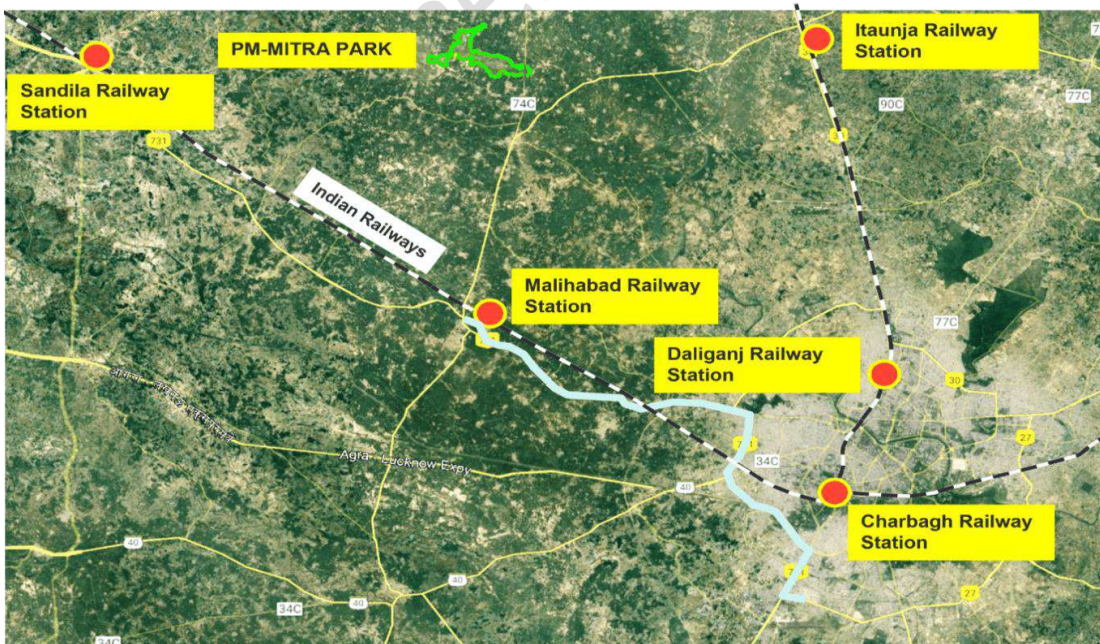 PM-MITRA PARK
Itaunja Railway
Station
Sandila Railway
Station
74C
90C
77C
731
Indian Railways
Malihabad Railway
Station
77C
Daliganj Railway
Station
30
27
34C
Agra - Lucknow Expy
40
Charbagh Railway
Station
40
40
27
34C
34C